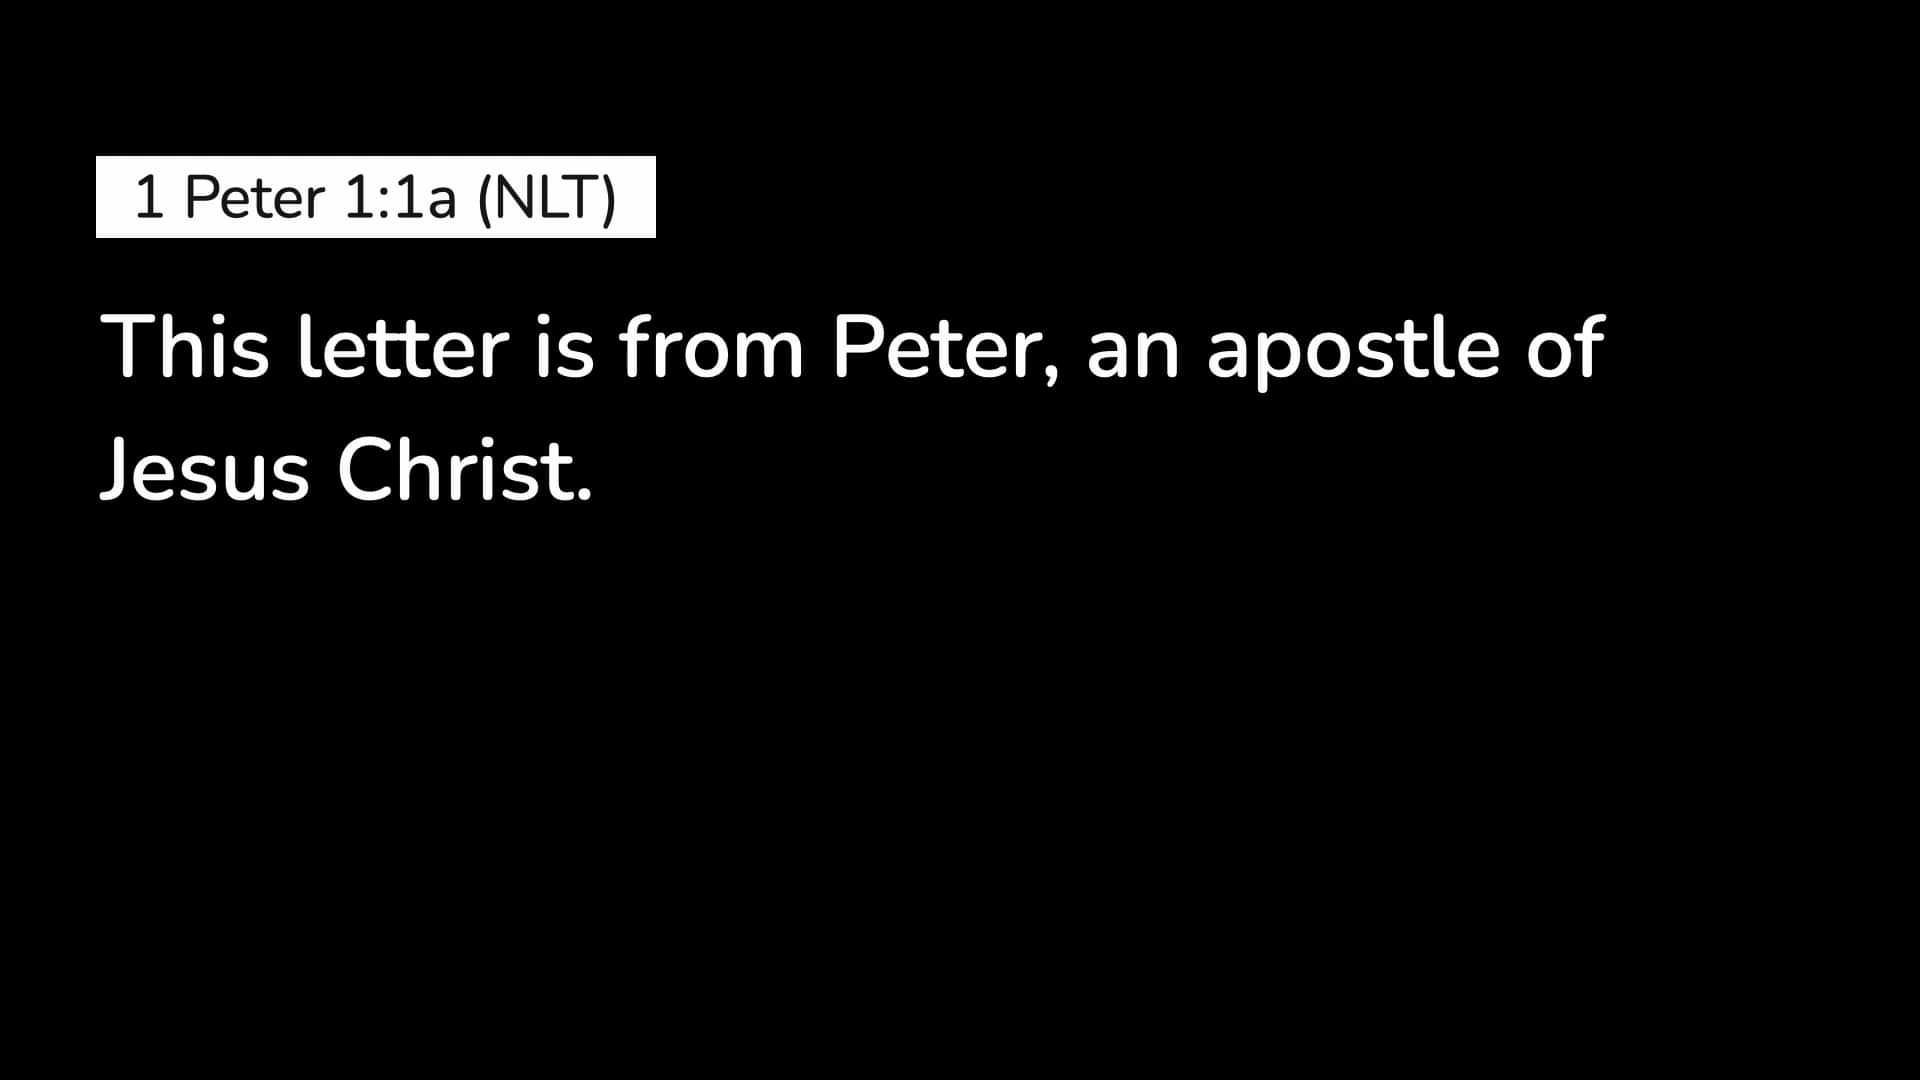 1 Peter 1:1a (NLT)
This letter is from Peter, an apostle of
Jesus Christ.